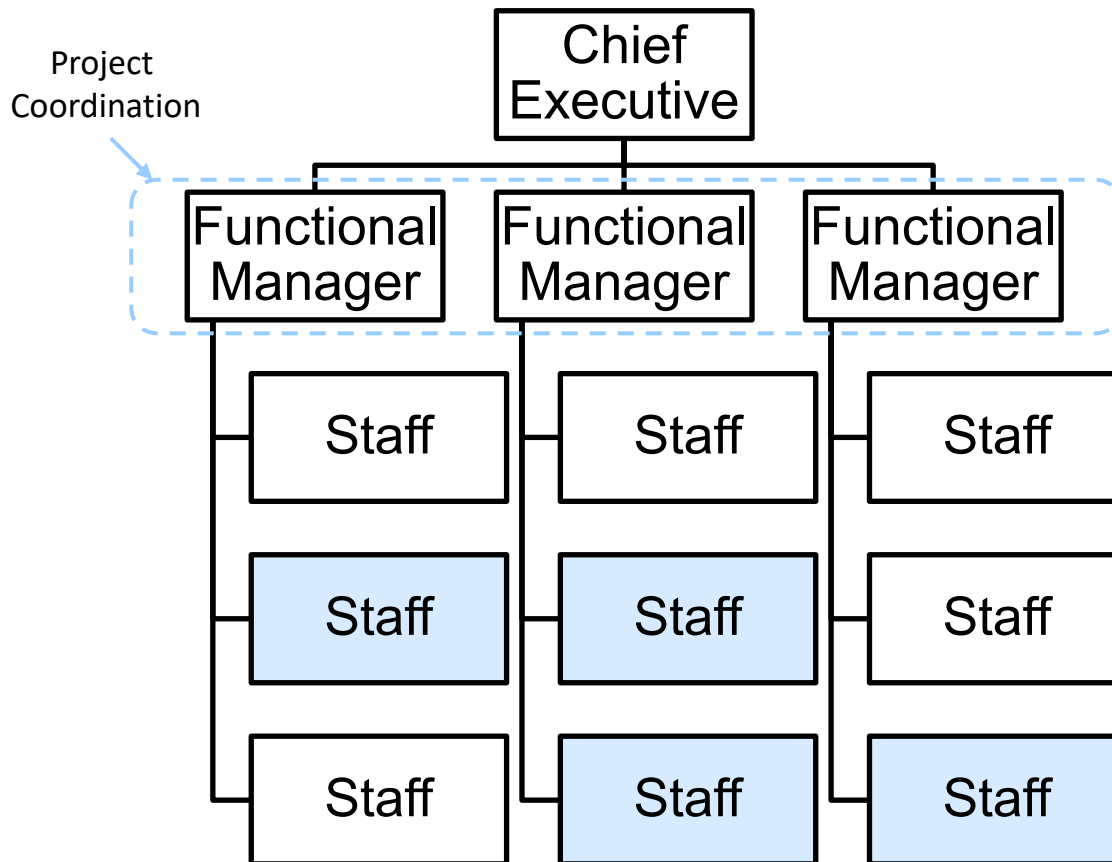 Project
Coordination
Chief
Executive
Functional
Manager
Functional
Manager
Functional
Manager
Staff
Staff
Staff
Staff
Staff
Staff
Staff
Staff
Staff